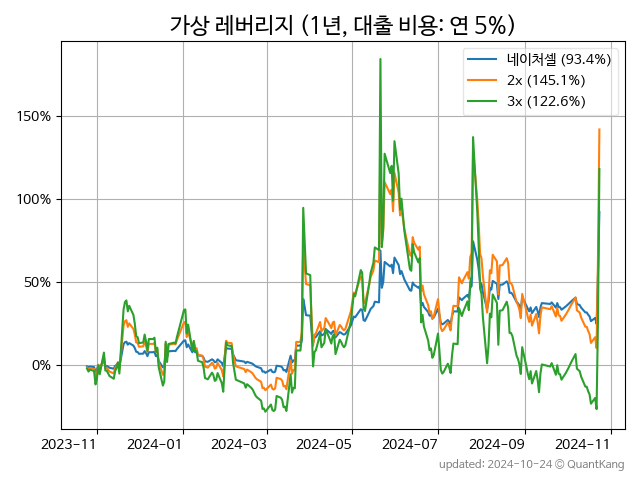 가상 레버리지 (1년, 대출 비용: 연 5%)
네이처셀 (93.4%)
2x (145.1%)
3x (122.6%)
150%
100%
50%
0%
2023-11 2024-01 2024-03 2024-05 2024-07 2024-09 2024-11
updated: 2024-10-24 © QuantKang